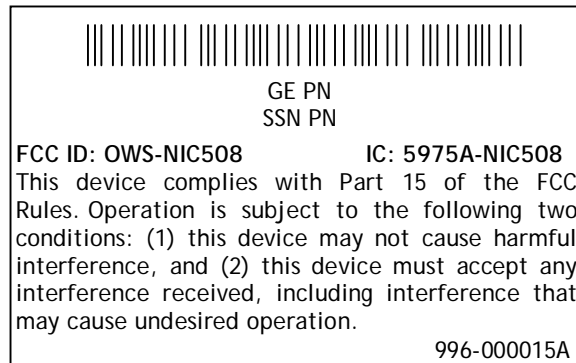 GE PN
SSN PN
FCC ID: OWS-NIC508 IC: 5975A-NIC508
This device complies with Part 15 of the FCC
Rules. Operation is subject to the following two
conditions: (1) this device may not cause harmful
interference, and (2) this device must accept any
interference received, including interference that
may cause undesired operation.
996-000015A